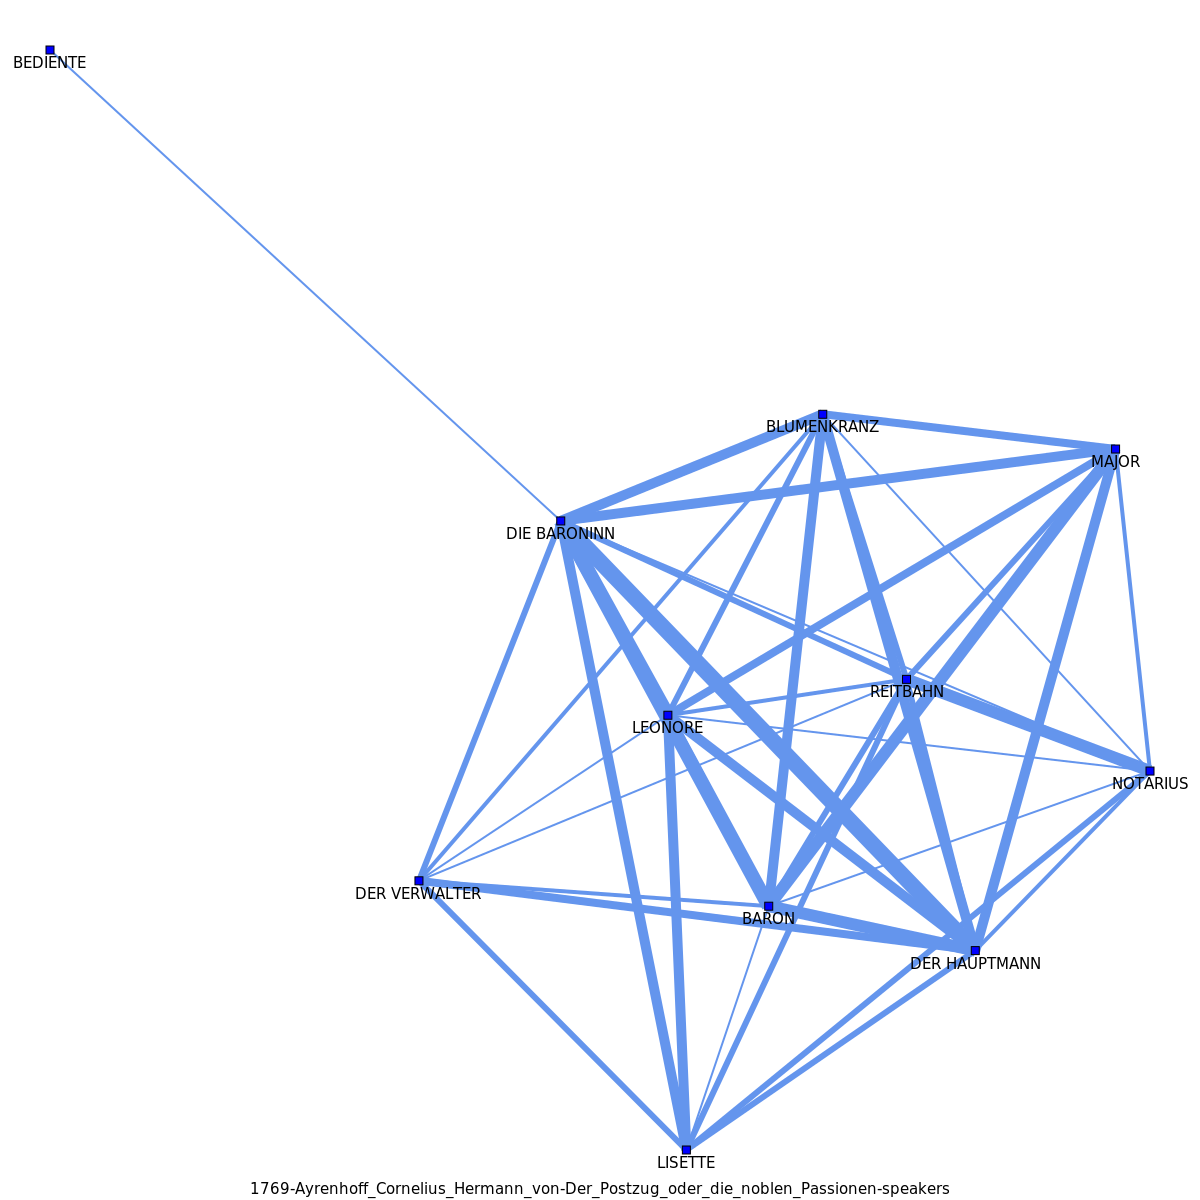 BEDIENTE
BLUMENKRANZ
MAJOR
DIE BARONINN
REITBAHN
LEONORE
NOTARIUS
DER VERWALTER
BARON
DER HAUPTMANN
LISETTE
1769-Ayrenhoff_Cornelius_Hermann_von-Der_Postzug_oder_die_noblen_Passionen-speakers